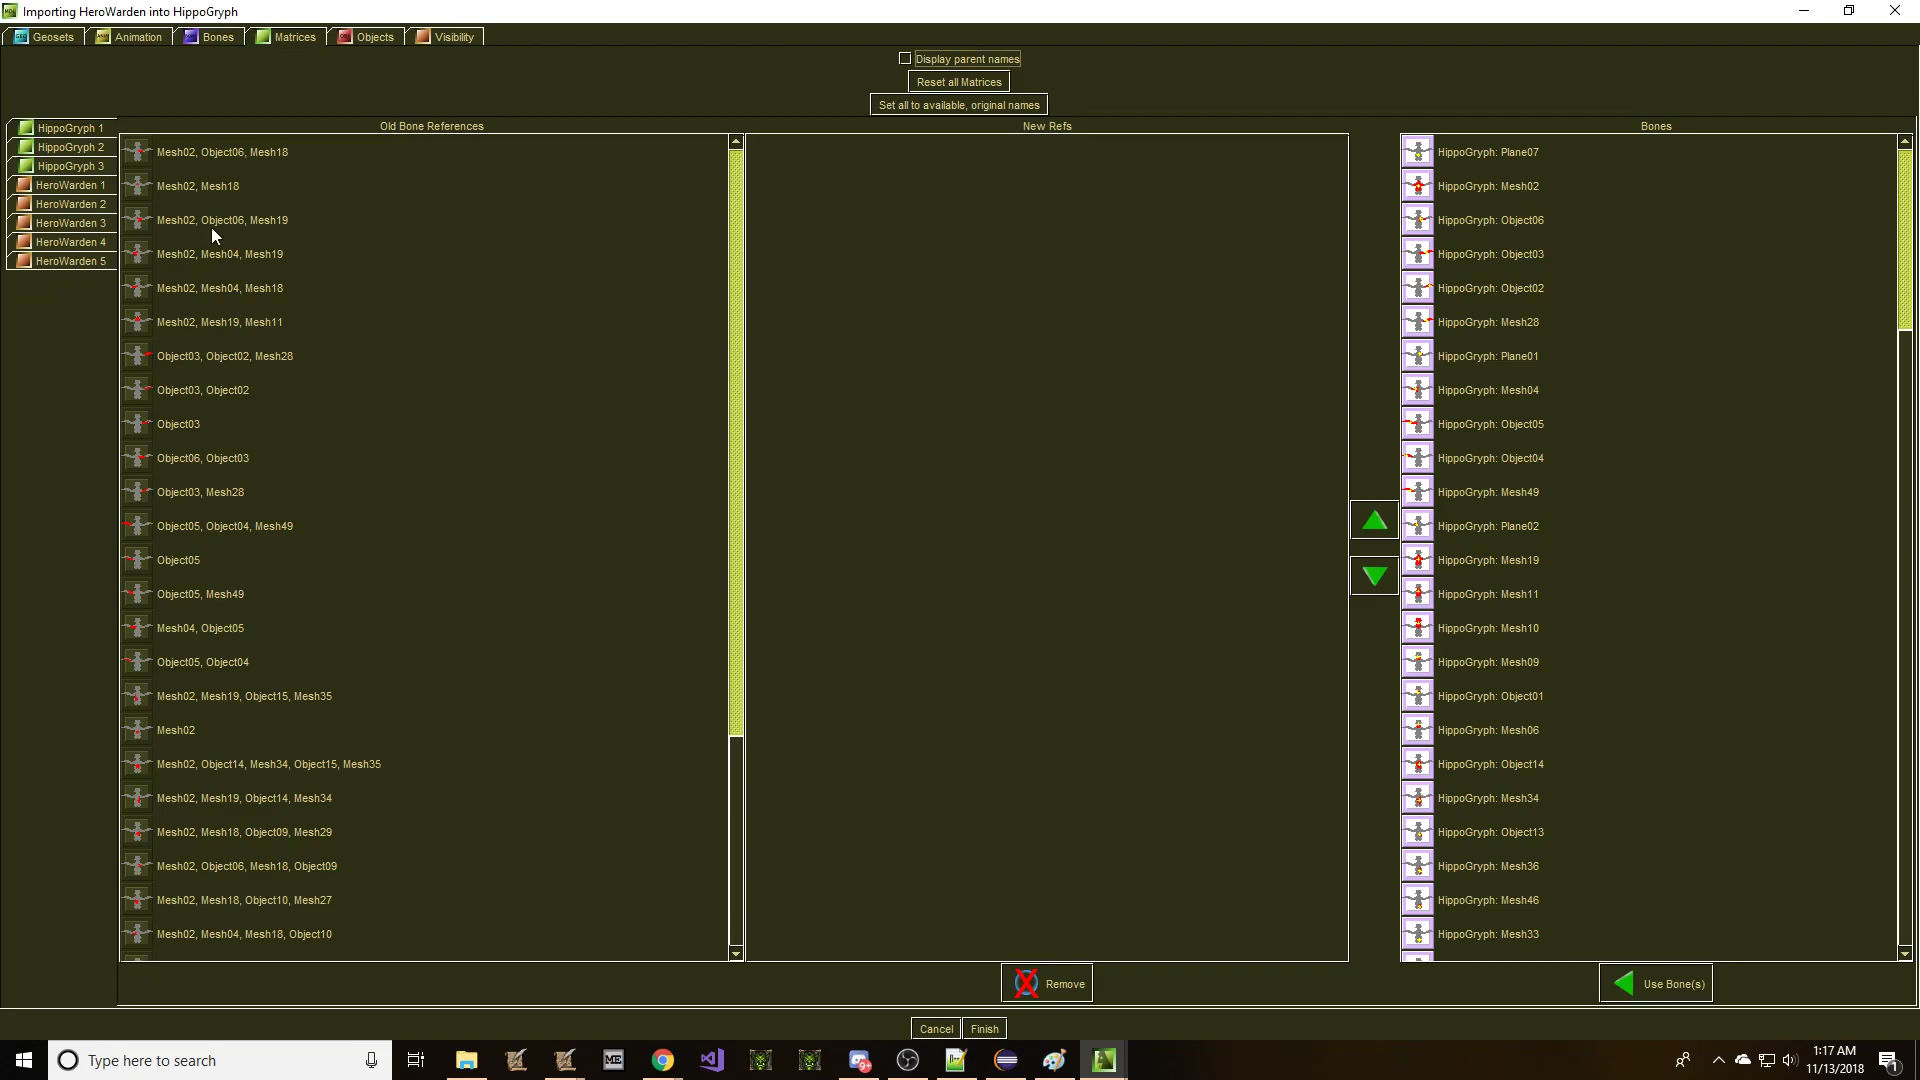 Importing HeroWarden into HippoGryph
Geosets
Animation
Bones
Matrices
Objects
Visibility
Display parent names
Reset all Matrices
Set all to available, original names
HippoGryph 1
HippoGryph 2
HippoGryph 3
HeroWarden 1
HeroWarden 2
HeroWarden 3
HeroWarden 4
HeroWarden 5
Old Bone References
Mesh02, Object06, Mesh18
Mesh02, Mesh18
Mesh02, Object06, Mesh19
Mesh02, Mesh04, Mesh19
Mesh02, Mesh04, Mesh18
Mesh02, Mesh19, Mesh11
Object03, Object02, Mesh28
Object03, Object02
Object03
Object06, Object03
Object03, Mesh28
Object05, Object04, Mesh49
Object05
Object05, Mesh49
Mesh04, Object05
Object05, Object04
Mesh02, Mesh19, Object15, Mesh35
Mesh02
Mesh02, Object14, Mesh34, Object15, Mesh35
Mesh02, Mesh19, Object14, Mesh34
Mesh02, Mesh18, Object09, Mesh29
Mesh02, Object06, Mesh18, Object09
Mesh02, Mesh18, Object10, Mesh27
Mesh02, Mesh04, Mesh18, Object10
New Refs
Remove
Bones
HippoGryph: Plane07
HippoGryph: Mesh02
HippoGryph: Object06
HippoGryph: Object03
HippoGryph: Object02
HippoGryph: Mesh28
HippoGryph: Plane01
HippoGryph: Mesh04
HippoGryph: Object05
HippoGryph: Object04
HippoGryph: Mesh49
HippoGryph: Plane02
HippoGryph: Mesh19
HippoGryph: Mesh11
HippoGryph: Mesh10
HippoGryph: Mesh09
HippoGryph: Object01
HippoGryph: Mesh06
HippoGryph: Object14
HippoGryph: Mesh34
HippoGryph: Object13
HippoGryph: Mesh36
HippoGryph: Mesh46
HippoGryph: Mesh33
Use Bone(s)
Cancel
Finish
Type here to search
ME
9+
1:17 AM
11/13/2018
1